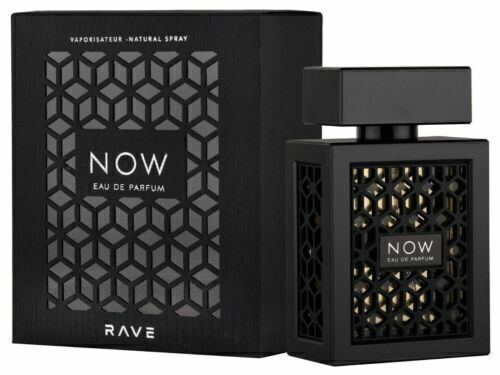 VAPORISATEUR -NATURAL SPRAY
NOW
EAU DE PARFUM
RAVE
NOW
EAU DE PARFUM